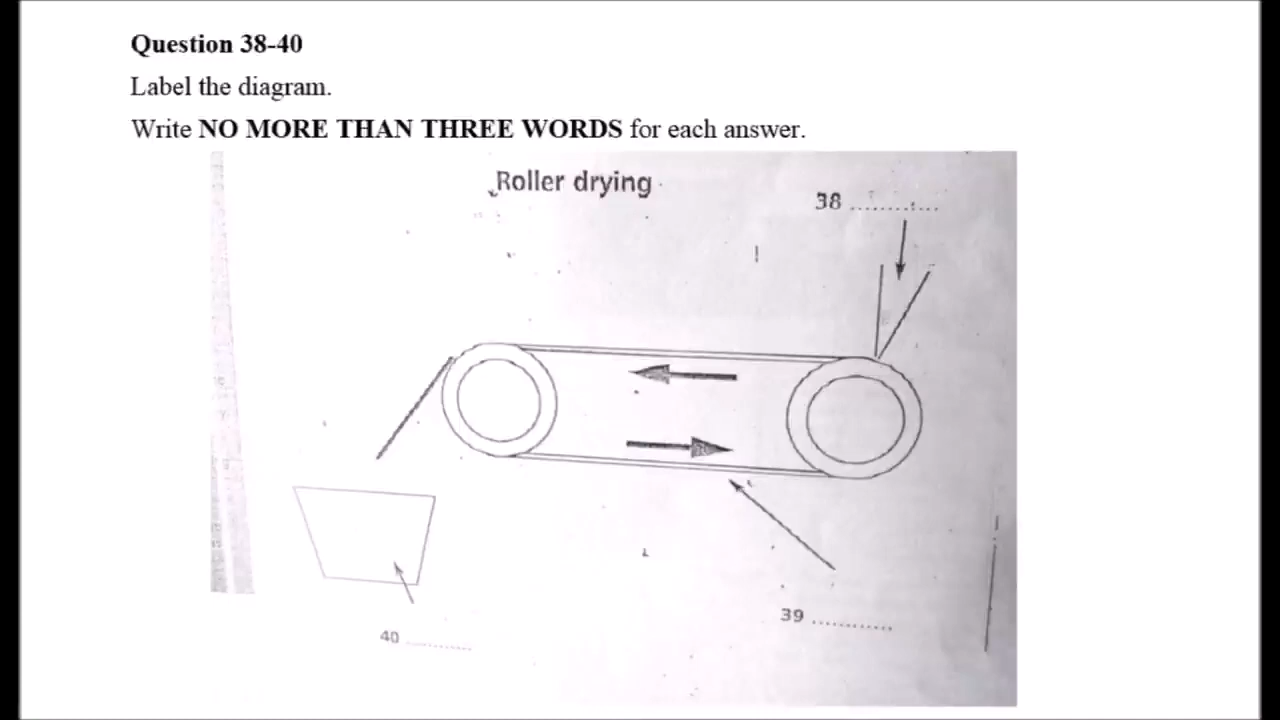 Question 38-40
Label the diagram.
Write NO MORE THAN THREE WORDS for each answer.
Roller drying
38 ............
39 ............
40 ............